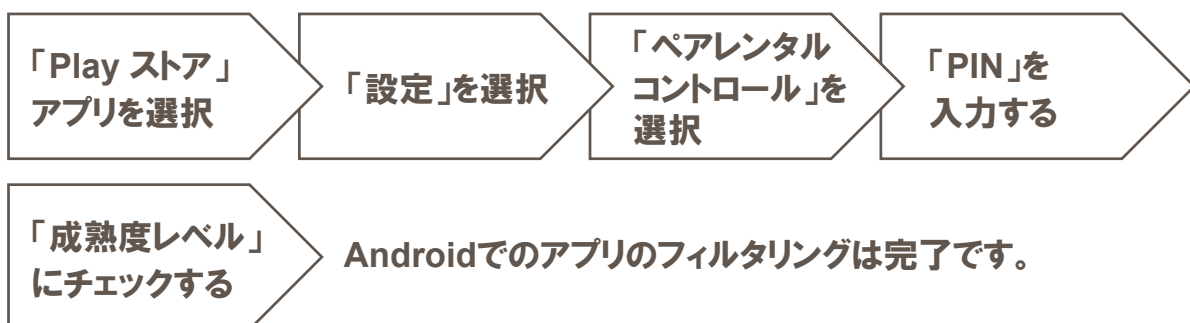 「Play ストア」
アプリを選択
「設定」を選択
「ペアレンタル
コントロール」を
選択
「PIN」を
入力する
「成熟度レベル」
にチェックする
Androidでのアプリのフィルタリングは完了です。